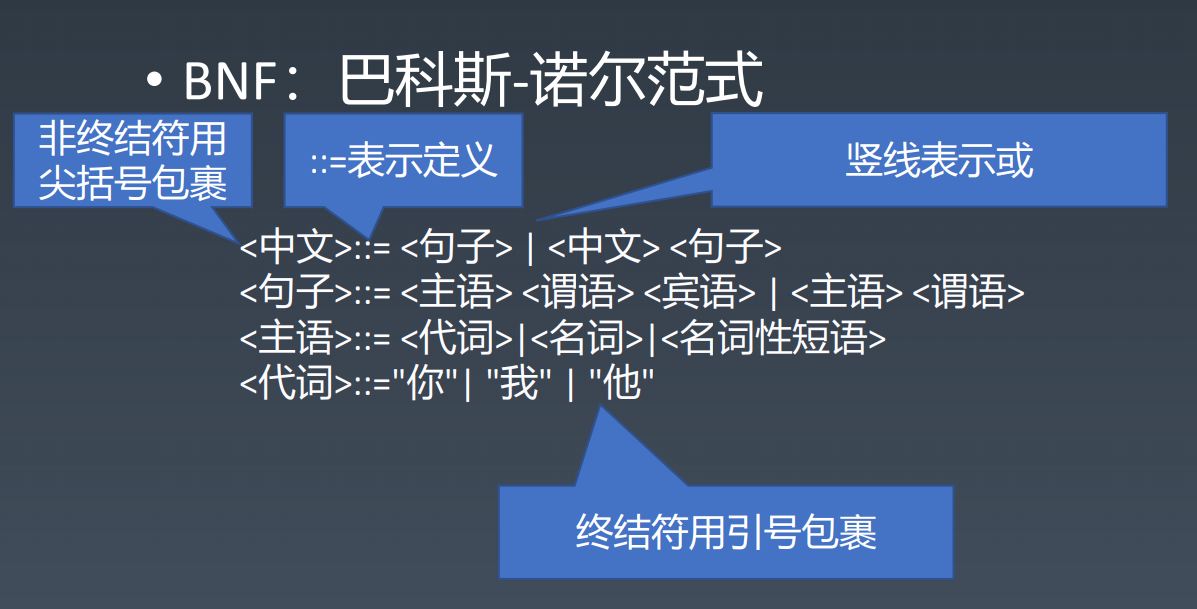 • BNF：巴科斯-诺尔范式
非终结符用
尖括号包裹
::=表示定义
竖线表示或
<中文>::= <句子> | <中文> <句子>
<句子>::= <主语> <谓语> <宾语> | <主语> <谓语>
<主语>::= <代词>|<名词>|<名词性短语>
<代词>::="你"| "我" | "他"
终结符用引号包裹